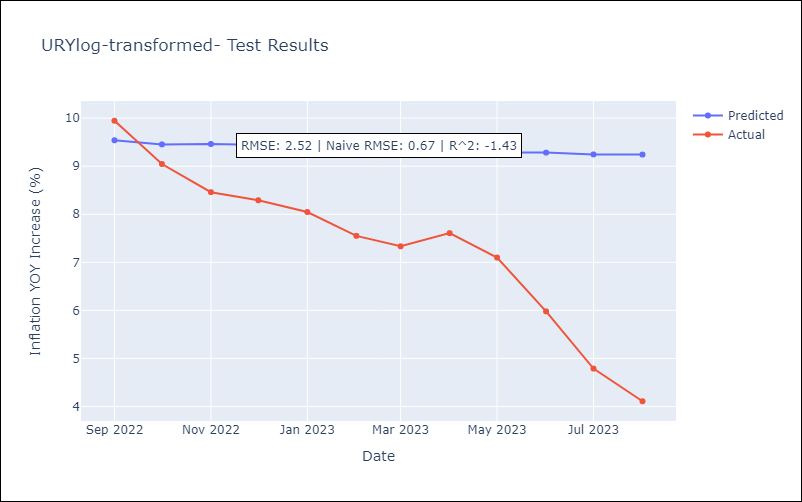 URYlog-transformed- Test Results
Predicted
Actual
RMSE: 2.52 | Naive RMSE: 0.67 | R^2: -1.43
Inflation YOY Increase (%)
10
9
8
7
6
5
4
Sep 2022
Nov 2022
Jan 2023
Mar 2023
May 2023
Jul 2023
Date